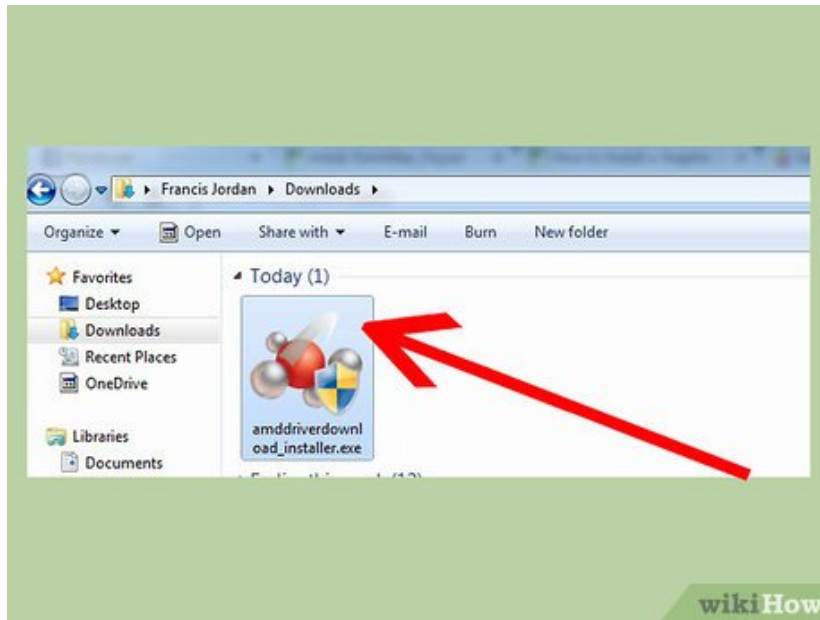 Francis Jordan Downloads
Organize Open Share with E-mail Burn New folder
Favorites
Desktop
Downloads
Recent Places
OneDrive
Libraries
Documents
Today (1)
amddriverdownl
oad_installer.exe
wikiHow